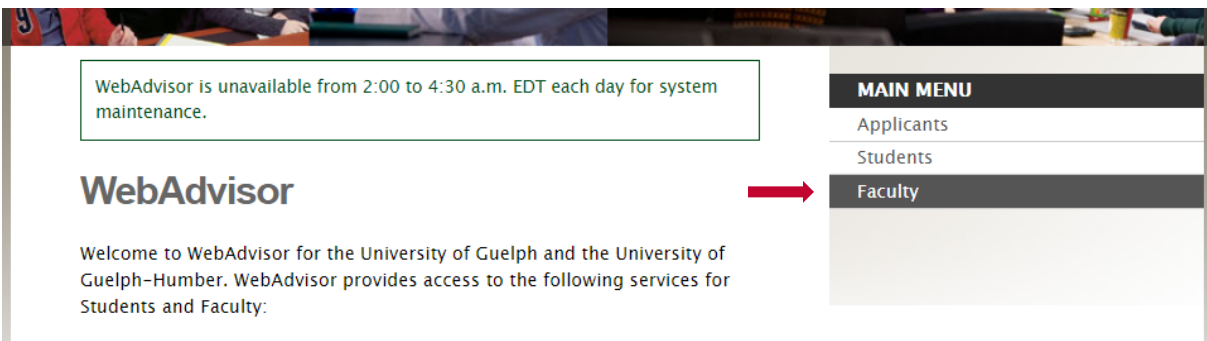 WebAdvisor is unavailable from 2:00 to 4:30 a.m. EDT each day for system
maintenance.
WebAdvisor
Welcome to WebAdvisor for the University of Guelph and the University of
Guelph-Humber. WebAdvisor provides access to the following services for
Students and Faculty:
MAIN MENU
Applicants
Students
Faculty